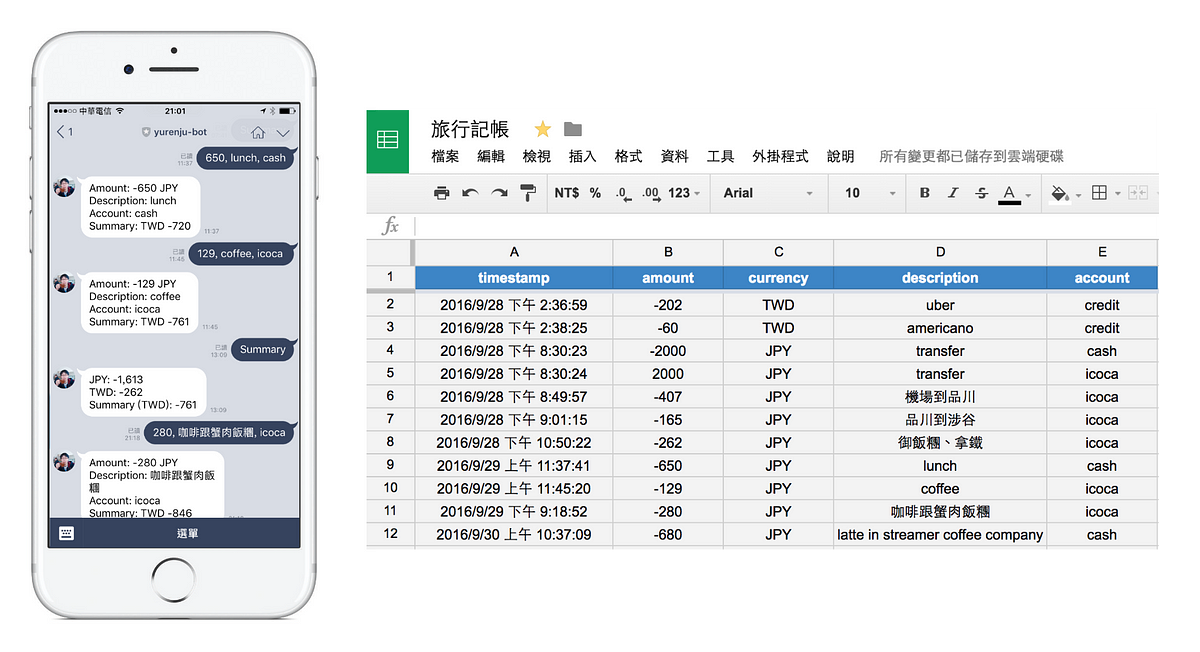 中華電信 21:01
1 yurenju-bot
已讀
11:37
650, lunch, cash
Amount: -650 JPY
Description: lunch
Account: cash
Summary: TWD -720
11:37
已讀
11:45
129, coffee, icoca
Amount: -129 JPY
Description: coffee
Account: icoca
Summary: TWD -761
11:45
已讀
13:09
Summary
JPY: -1,613
TWD: -262
Summary (TWD): -761
13:09
已讀
21:18
280, 咖啡跟蟹肉飯糰, icoca
Amount: -280 JPY
Description: 咖啡跟蟹肉飯
糰
Account: icoca
Summary: TWD -846
選單
旅行記帳
檔案 編輯 檢視 插入 格式 資料 工具 外掛程式 說明 所有變更都已儲存到雲端硬碟
NT$ % .0 .00 123 Arial 10 B I S A
fx
A B C D E
1 timestamp amount currency description account
2 2016/9/28 下午 2:36:59 -202 TWD uber credit
3 2016/9/28 下午 2:38:25 -60 TWD americano credit
4 2016/9/28 下午 8:30:23 -2000 JPY transfer cash
5 2016/9/28 下午 8:30:24 2000 JPY transfer icoca
6 2016/9/28 下午 8:49:57 -407 JPY 機場到品川 icoca
7 2016/9/28 下午 9:01:15 -165 JPY 品川到涉谷 icoca
8 2016/9/28 下午 10:50:22 -262 JPY 御飯糰、拿鐵 icoca
9 2016/9/29 上午 11:37:41 -650 JPY lunch cash
10 2016/9/29 上午 11:45:20 -129 JPY coffee icoca
11 2016/9/29 下午 9:18:52 -280 JPY 咖啡跟蟹肉飯糰 icoca
12 2016/9/30 上午 10:37:09 -680 JPY latte in streamer coffee company cash